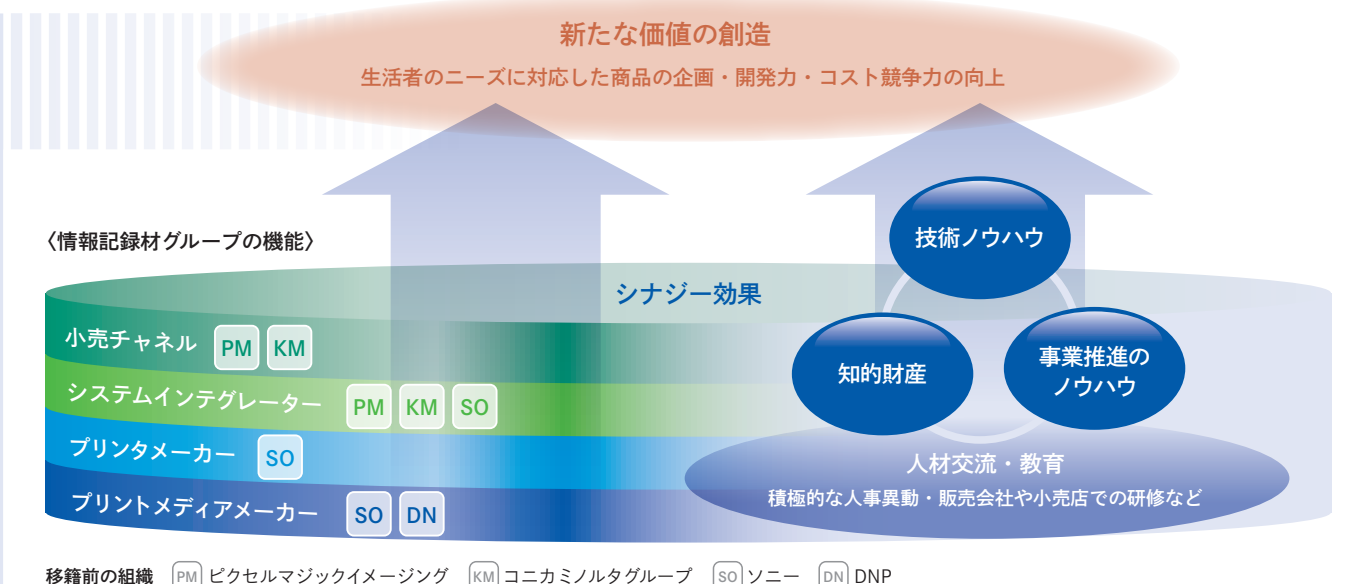 新たな価値の創造
生活者のニーズに対応した商品の企画・開発力・コスト競争力の向上
〈情報記録材グループの機能〉
シナジー効果
小売チャネル PM KM
システムインテグレーター PM KM SO
プリンタメーカー SO
プリントメディアメーカー SO DN
技術ノウハウ
知的財産
事業推進の
ノウハウ
人材交流・教育
積極的な人事異動・販売会社や小売店での研修など
移籍前の組織 PM ピクセルマジックイメージング KM コニカミノルタグループ SO ソニー DN DNP